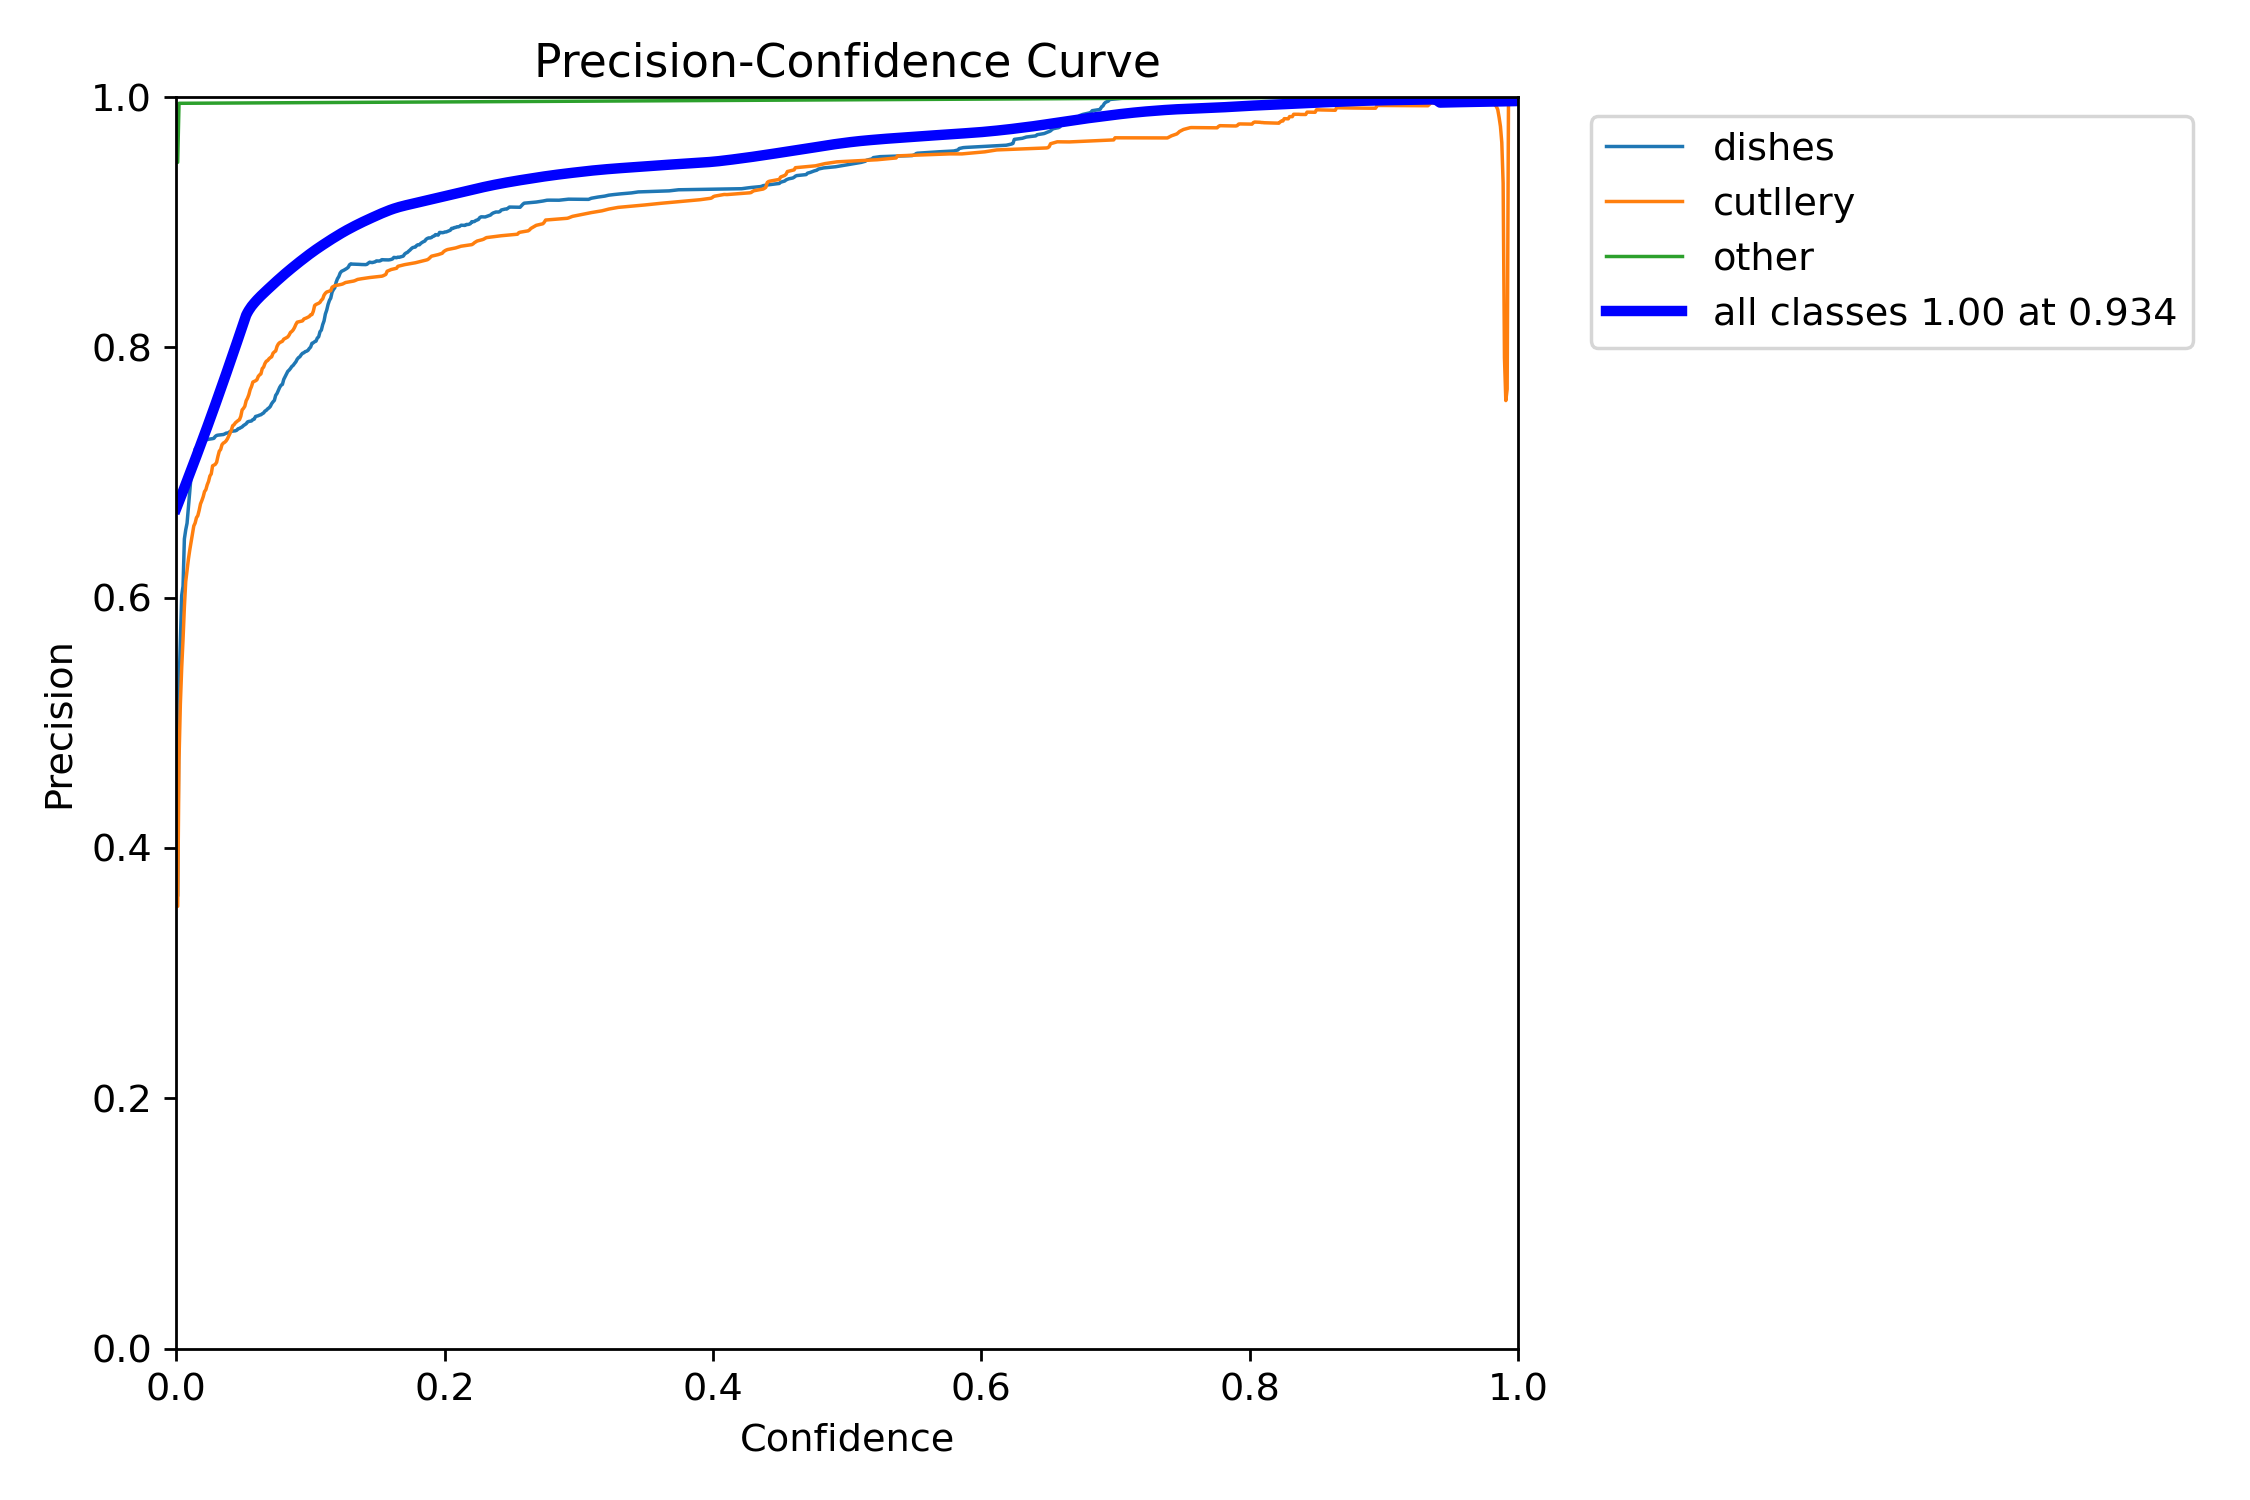 Precision-Confidence Curve
1.0
0.8
0.6
0.4
0.2
0.0
Precision
0.0 0.2 0.4 0.6 0.8 1.0
Confidence
dishes
cutllery
other
all classes 1.00 at 0.934